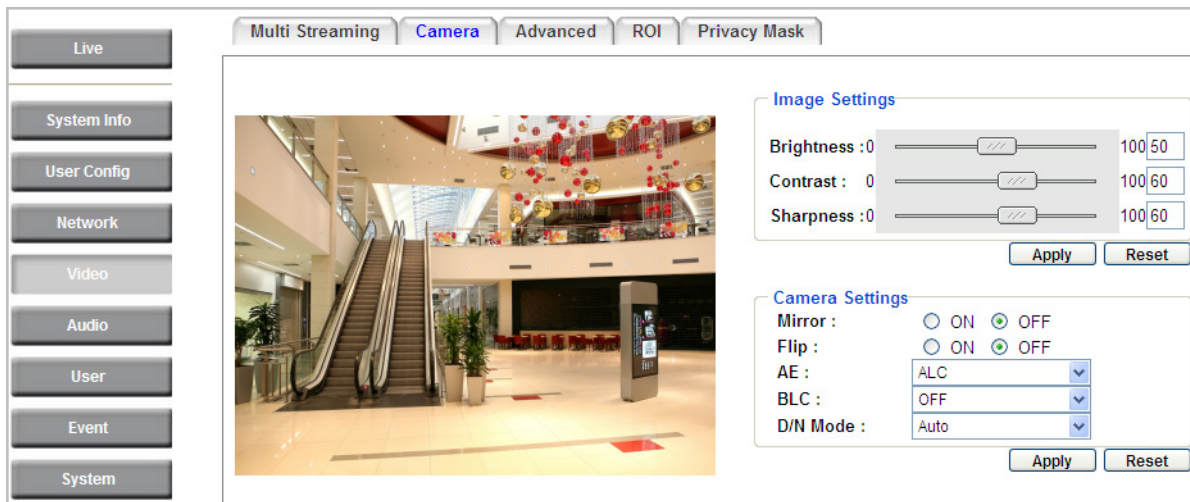 Live
System Info
User Config
Network
Video
Audio
User
Event
System
Multi Streaming Camera Advanced ROI Privacy Mask
Image Settings
Brightness :0 100 50
Contrast : 0 100 60
Sharpness :0 100 60
Apply Reset
Camera Settings
Mirror : ON OFF
Flip : ON OFF
AE : ALC
BLC : OFF
D/N Mode : Auto
Apply Reset